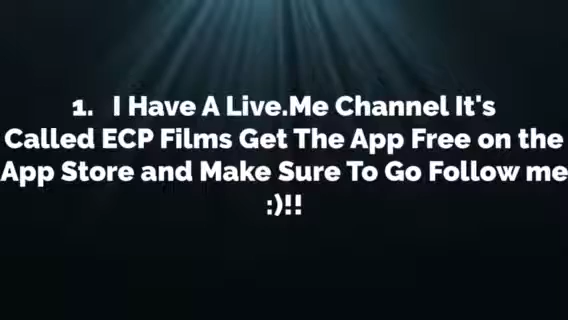 1. I Have A Live.Me Channel It's
Called ECP Films Get The App Free on the
App Store and Make Sure To Go Follow me
:)!!